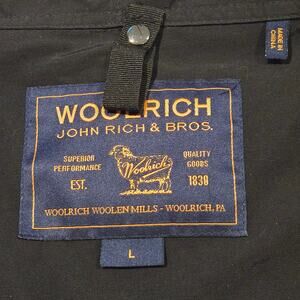 MADE IN
CHINA
WOOLRICH
JOHN RICH & BROS.
SUPERIOR
PERFORMANCE
Woolrich
QUALITY
GOODS
EST.
1830
WOOLRICH WOOLEN MILLS - WOOLRICH, PA
L